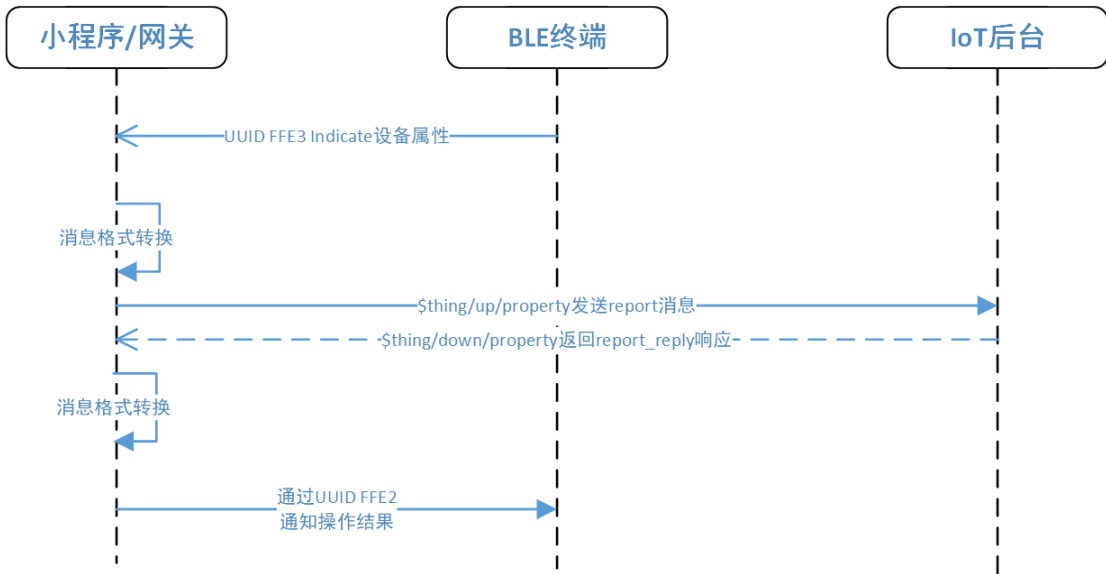 小程序/网关
BLE终端
IoT后台
UUID FFE3 Indicate设备属性
消息格式转换
$thing/up/property发送report消息
$thing/down/property返回report_reply响应
消息格式转换
通过UUID FFE2
通知操作结果